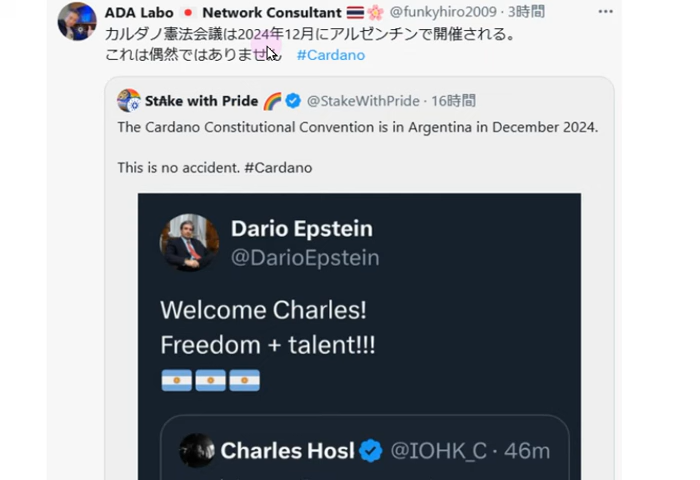 ADA Labo 🇯🇵 Network Consultant 🇹🇭🌸 @funkyhiro2009 · 3時間
カルダノ憲法会議は2024年12月にアルゼンチンで開催される。
これは偶然ではありません #Cardano
StAke with Pride 🌈 @StakeWithPride · 16時間
The Cardano Constitutional Convention is in Argentina in December 2024.
This is no accident. #Cardano
Dario Epstein
@DarioEpstein
Welcome Charles!
Freedom + talent!!!
🇦🇷🇦🇷🇦🇷
Charles Hosl @IOHK_C · 46m